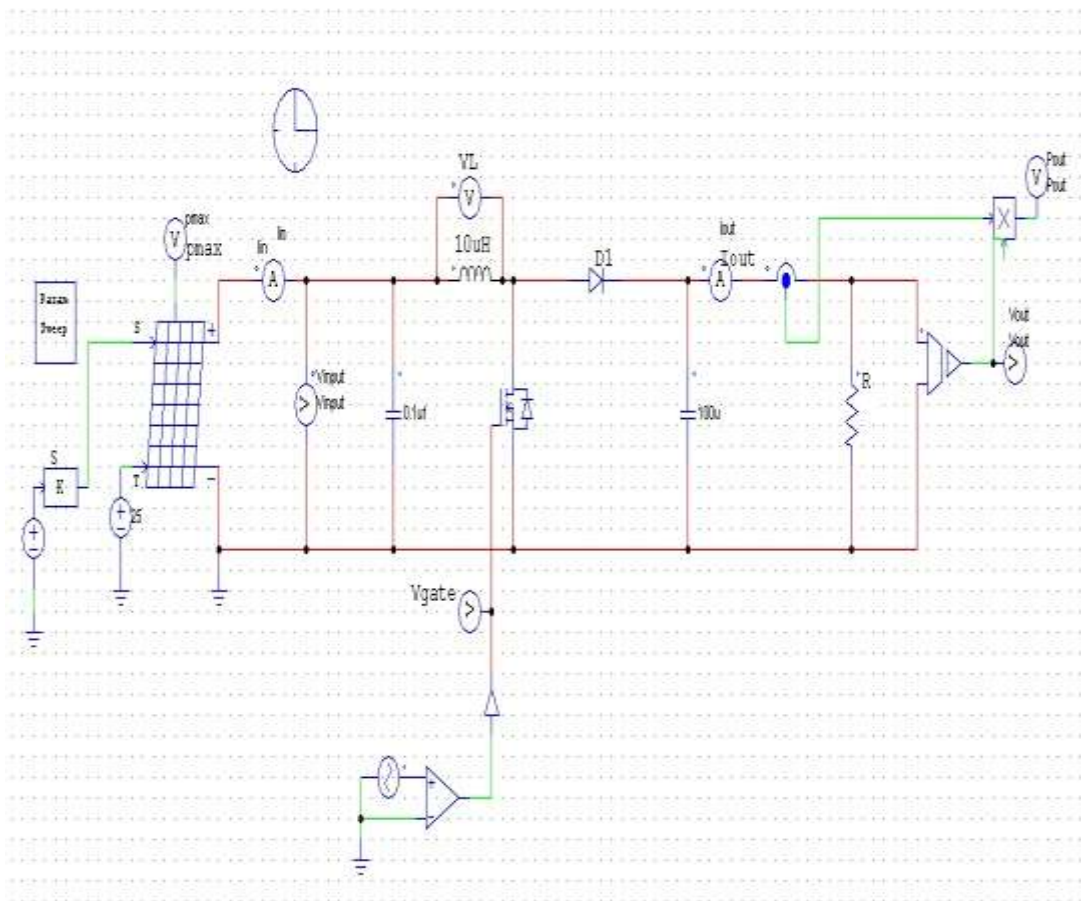 Pout
V
Pout
X
VL
V
pmax
V
pmax
Iin
Iin
A
10uH
D1
Iout
Iout
A
Param
Sweep
S
+
Vout
Vout
Vinput
Vinput
0.1uf
100u
R
S
K
T
-
25
+
-
+
-
Vgate
+
-